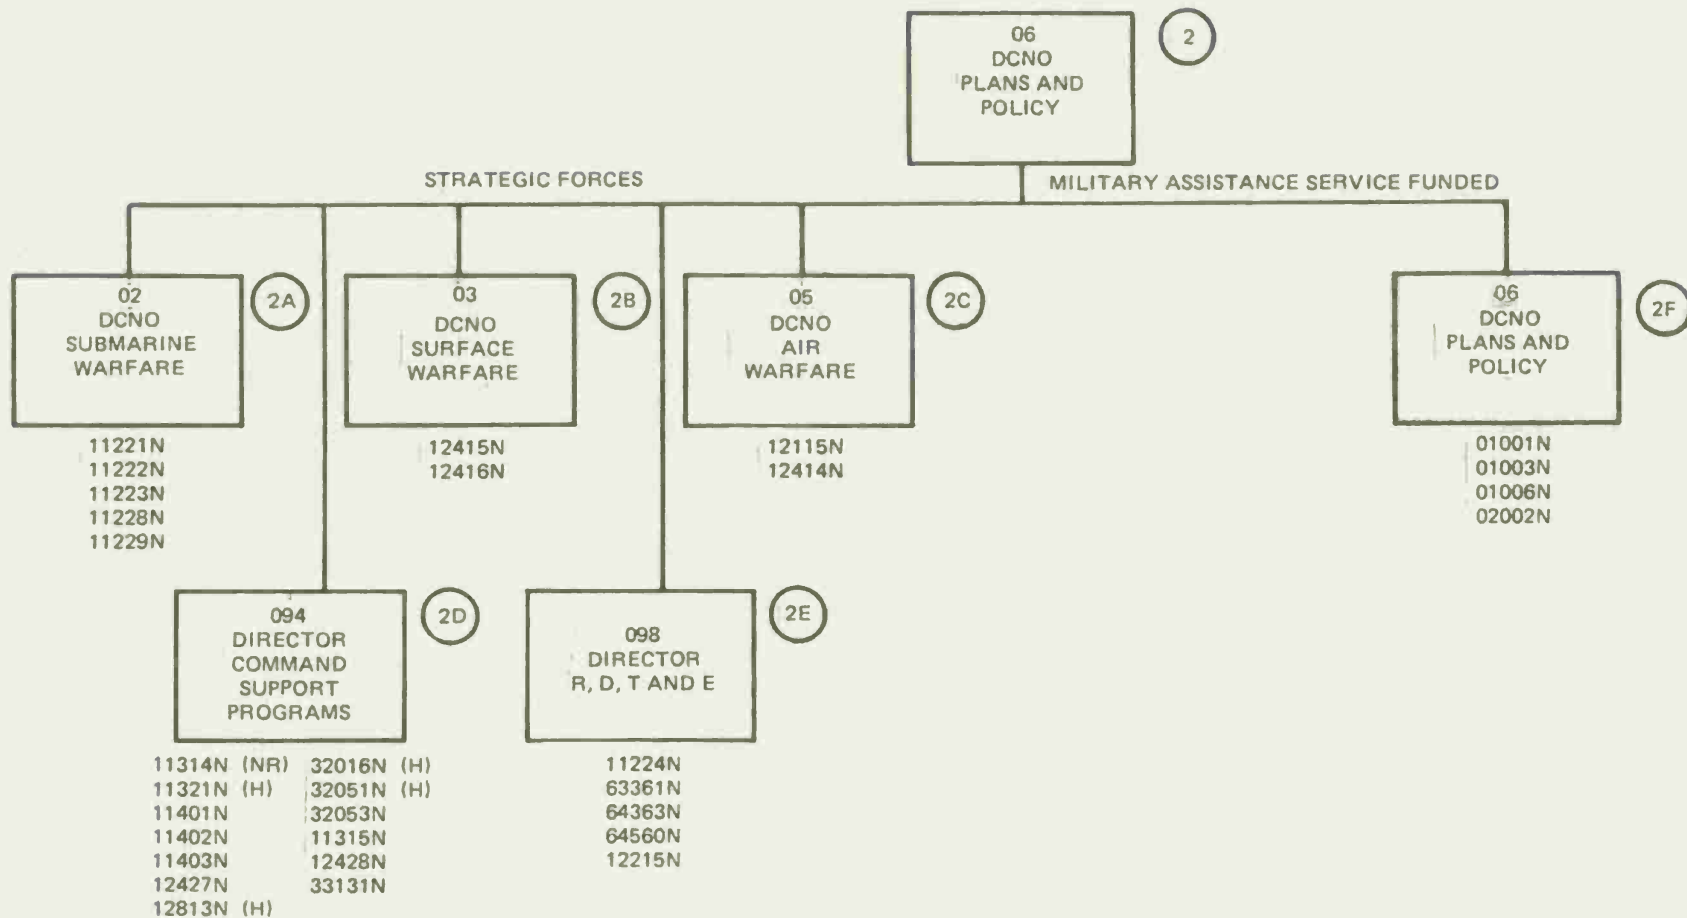 06
DCNO
PLANS AND
POLICY
2
STRATEGIC FORCES
MILITARY ASSISTANCE SERVICE FUNDED
02
DCNO
SUBMARINE
WARFARE
2A
11221N
11222N
11223N
11228N
11229N
03
DCNO
SURFACE
WARFARE
2B
12415N
12416N
05
DCNO
AIR
WARFARE
2C
12115N
12414N
06
DCNO
PLANS AND
POLICY
2F
01001N
01003N
01006N
02002N
094
DIRECTOR
COMMAND
SUPPORT
PROGRAMS
2D
11314N (NR) 32016N (H)
11321N (H) 32051N (H)
11401N 32053N
11402N 11315N
11403N 12428N
12427N 33131N
12813N (H)
098
DIRECTOR
R, D, T AND E
2E
11224N
63361N
64363N
64560N
12215N